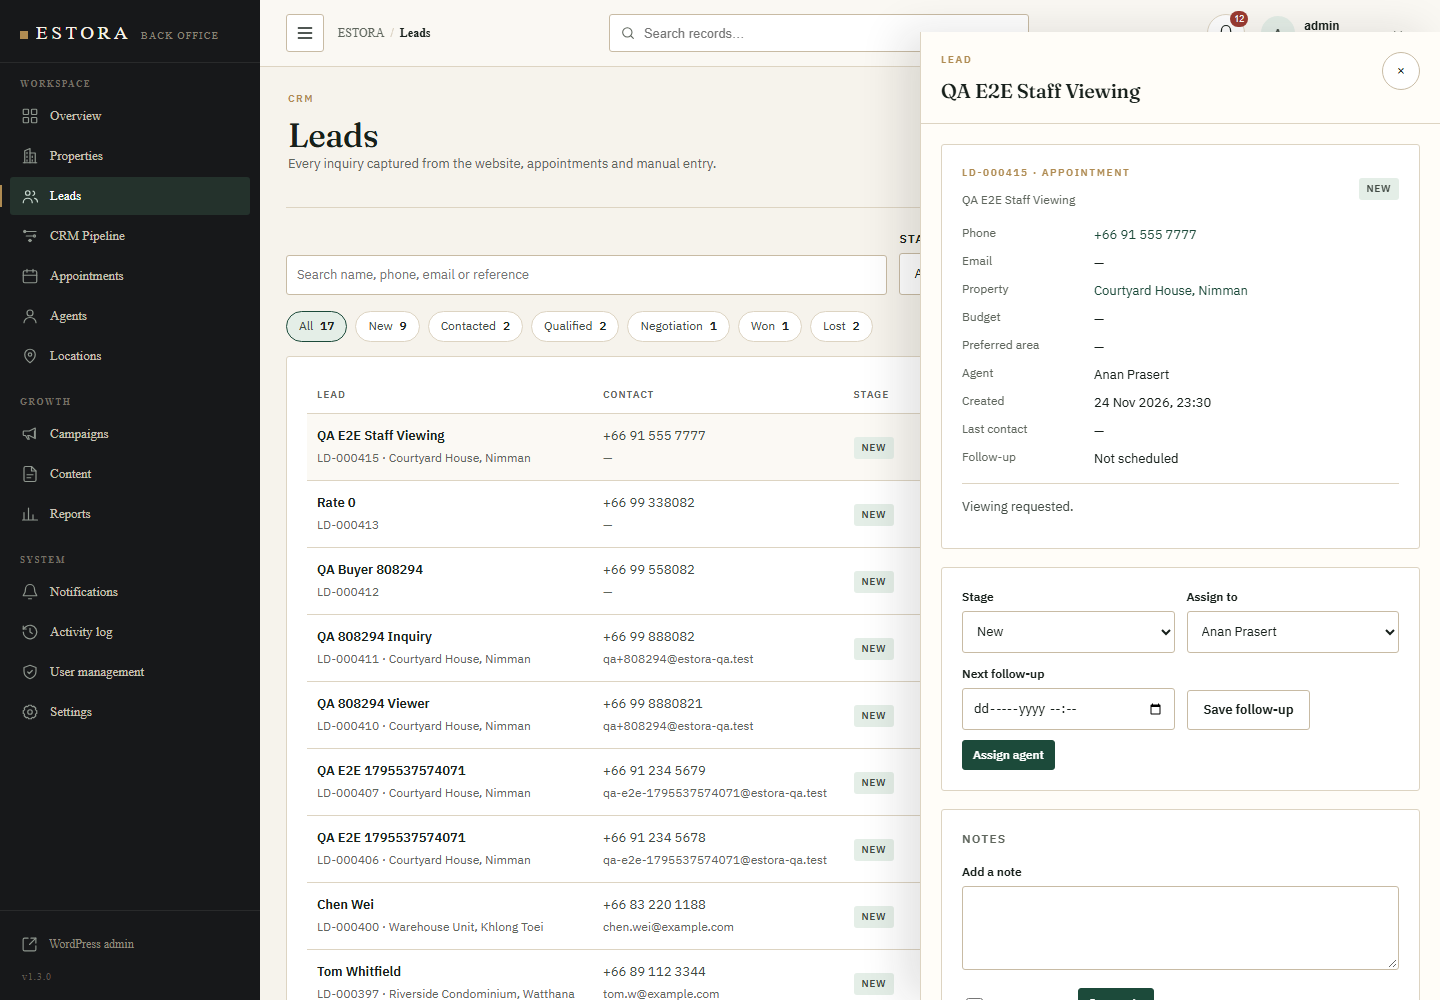 ESTORA BACK OFFICE
WORKSPACE
Overview
Properties
Leads
CRM Pipeline
Appointments
Agents
Locations
GROWTH
Campaigns
Content
Reports
SYSTEM
Notifications
Activity log
User management
Settings
WordPress admin
v1.3.0
ESTORA / Leads
Search records...
12
admin
CRM
Leads
Every inquiry captured from the website, appointments and manual entry.
Search name, phone, email or reference
All 17
New 9
Contacted 2
Qualified 2
Negotiation 1
Won 1
Lost 2
LEAD CONTACT STAGE
QA E2E Staff Viewing +66 91 555 7777 NEW
LD-000415 · Courtyard House, Nimman —
Rate 0 +66 99 338082 NEW
LD-000413 —
QA Buyer 808294 +66 99 558082 NEW
LD-000412 —
QA 808294 Inquiry +66 99 888082 NEW
LD-000411 · Courtyard House, Nimman qa+808294@estora-qa.test
QA 808294 Viewer +66 99 8880821 NEW
LD-000410 · Courtyard House, Nimman qa+808294@estora-qa.test
QA E2E 1795537574071 +66 91 234 5679 NEW
LD-000407 · Courtyard House, Nimman qa-e2e-1795537574071@estora-qa.test
QA E2E 1795537574071 +66 91 234 5678 NEW
LD-000406 · Courtyard House, Nimman qa-e2e-1795537574071@estora-qa.test
Chen Wei +66 83 220 1188 NEW
LD-000400 · Warehouse Unit, Khlong Toei chen.wei@example.com
Tom Whitfield +66 89 112 3344 NEW
LD-000397 · Riverside Condominium, Watthana tom.w@example.com
LEAD
QA E2E Staff Viewing
×
LD-000415 · APPOINTMENT
QA E2E Staff Viewing
NEW
Phone +66 91 555 7777
Email —
Property Courtyard House, Nimman
Budget —
Preferred area —
Agent Anan Prasert
Created 24 Nov 2026, 23:30
Last contact —
Follow-up Not scheduled
Viewing requested.
Stage Assign to
New Anan Prasert
Next follow-up
dd-----yyyy --:-- Save follow-up
Assign agent
NOTES
Add a note